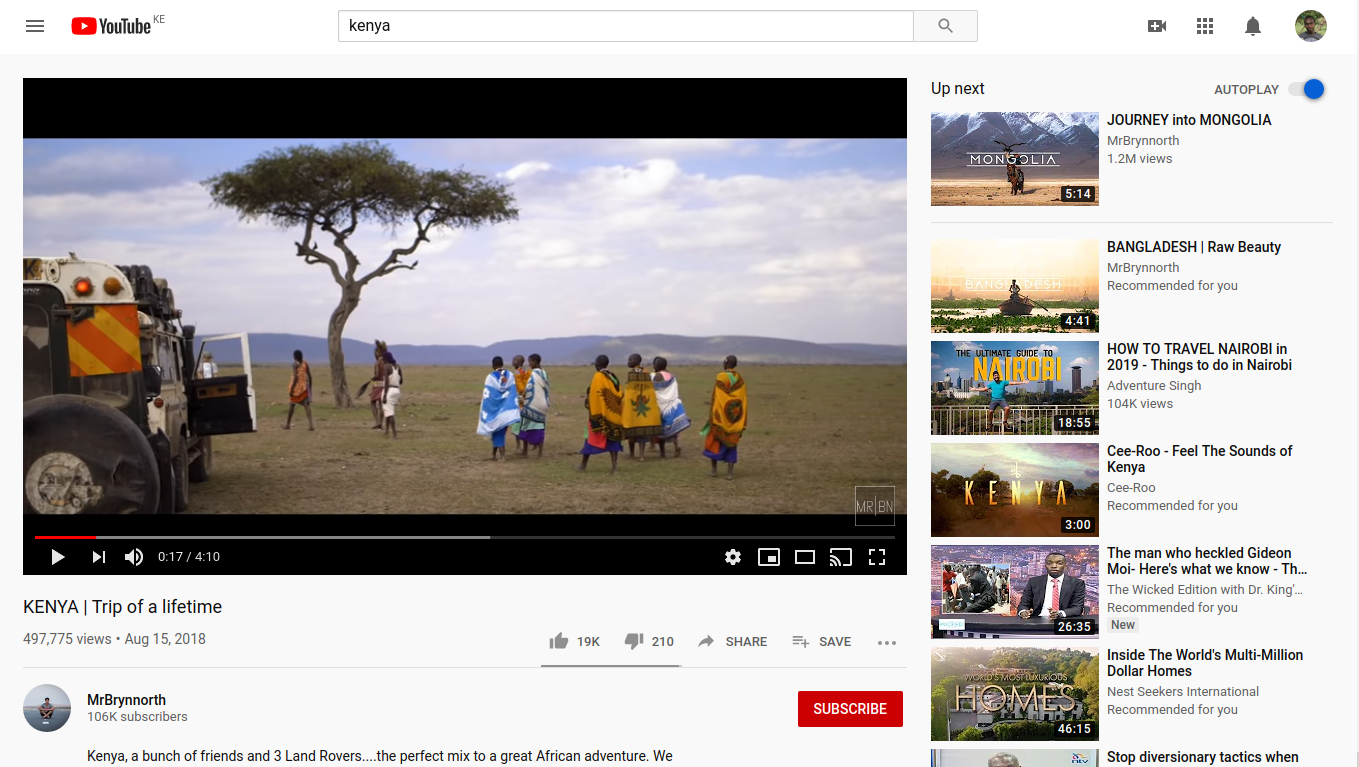 YouTube KE
kenya
MR|BN
0:17 / 4:10
KENYA | Trip of a lifetime
497,775 views • Aug 15, 2018
19K
210
SHARE
SAVE
MrBrynnorth
106K subscribers
SUBSCRIBE
Kenya, a bunch of friends and 3 Land Rovers....the perfect mix to a great African adventure. We
Up next
AUTOPLAY
MONGOLIA
5:14
JOURNEY into MONGOLIA
MrBrynnorth
1.2M views
BANGLADESH
4:41
BANGLADESH | Raw Beauty
MrBrynnorth
Recommended for you
THE ULTIMATE GUIDE TO
NAIROBI
18:55
HOW TO TRAVEL NAIROBI in
2019 - Things to do in Nairobi
Adventure Singh
104K views
KENYA
3:00
Cee-Roo - Feel The Sounds of
Kenya
Cee-Roo
Recommended for you
26:35
The man who heckled Gideon
Moi- Here's what we know - Th...
The Wicked Edition with Dr. King'...
Recommended for you
New
WORLD'S MOST LUXURIOUS
HOMES
46:15
Inside The World's Multi-Million
Dollar Homes
Nest Seekers International
Recommended for you
ntv
Stop diversionary tactics when